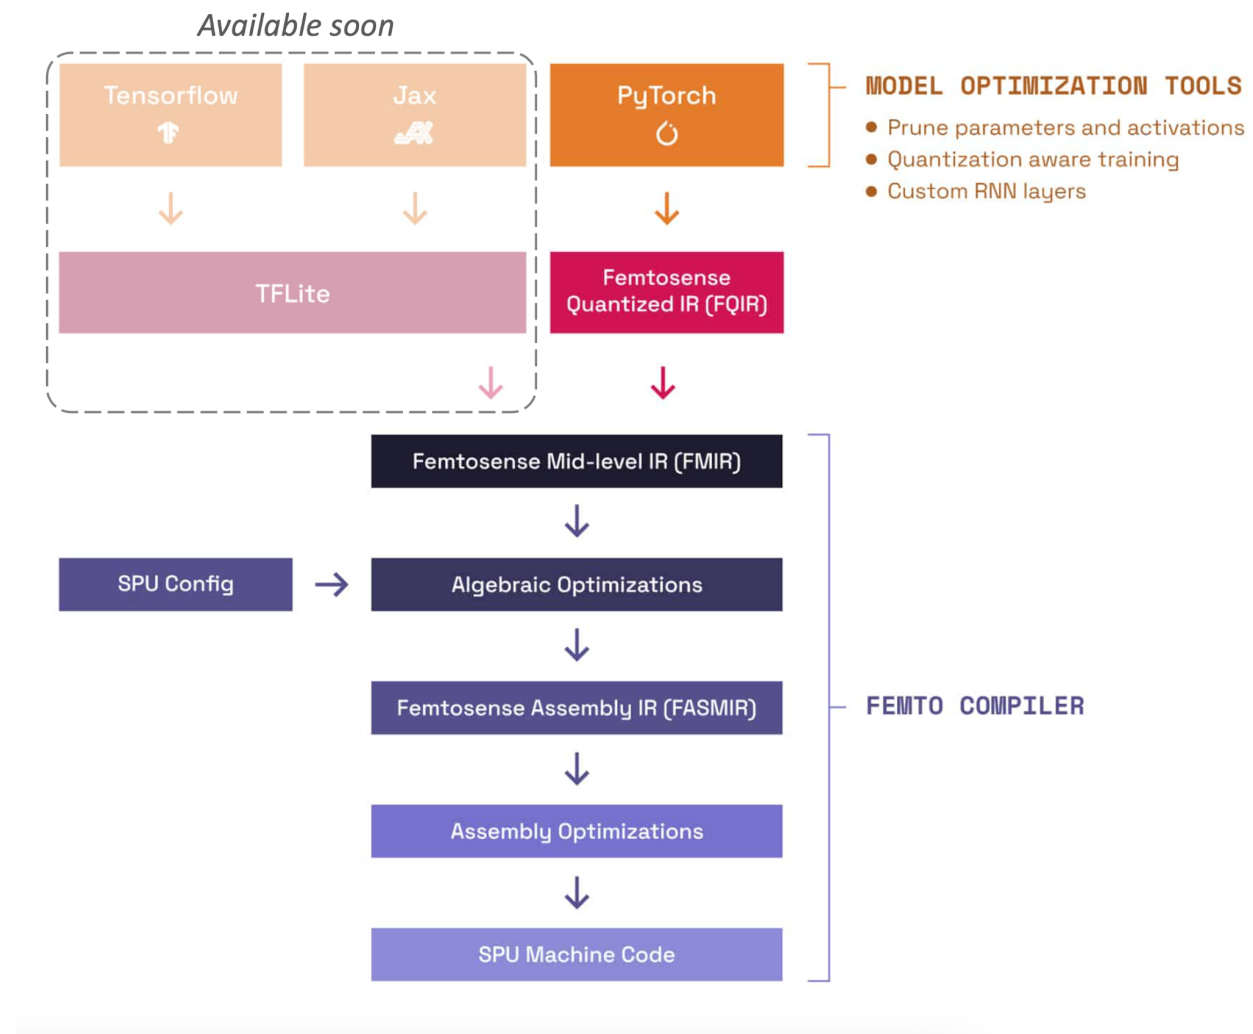 Available soon
Tensorflow
Jax
PyTorch
MODEL OPTIMIZATION TOOLS
● Prune parameters and activations
● Quantization aware training
● Custom RNN layers
TFLite
Femtosense
Quantized IR (FQIR)
Femtosense Mid-level IR (FMIR)
SPU Config
Algebraic Optimizations
Femtosense Assembly IR (FASMIR)
FEMTO COMPILER
Assembly Optimizations
SPU Machine Code